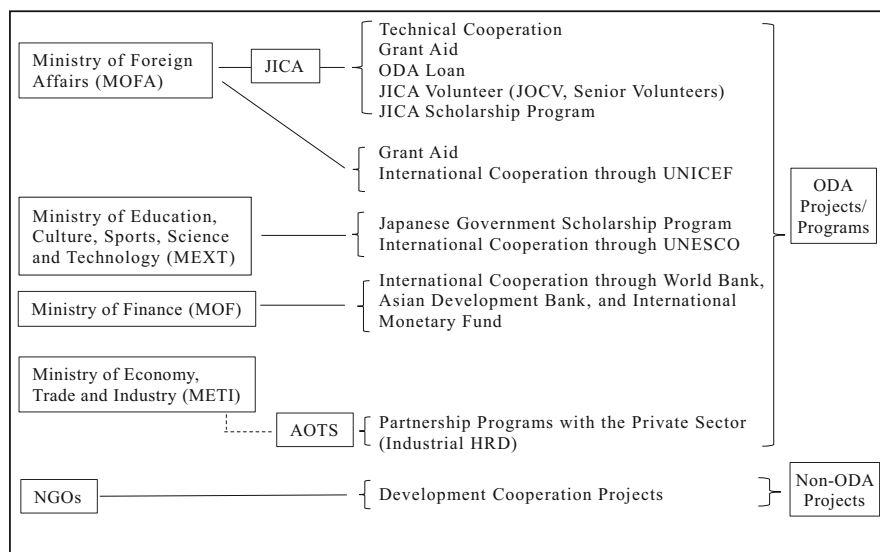 Ministry of Foreign
Affairs (MOFA)
JICA
Technical Cooperation
Grant Aid
ODA Loan
JICA Volunteer (JOCV, Senior Volunteers)
JICA Scholarship Program
Grant Aid
International Cooperation through UNICEF
Ministry of Education,
Culture, Sports, Science
and Technology (MEXT)
Japanese Government Scholarship Program
International Cooperation through UNESCO
Ministry of Finance (MOF)
International Cooperation through World Bank,
Asian Development Bank, and International
Monetary Fund
Ministry of Economy,
Trade and Industry (METI)
AOTS
Partnership Programs with the Private Sector
(Industrial HRD)
ODA
Projects/
Programs
NGOs
Development Cooperation Projects
Non-ODA
Projects